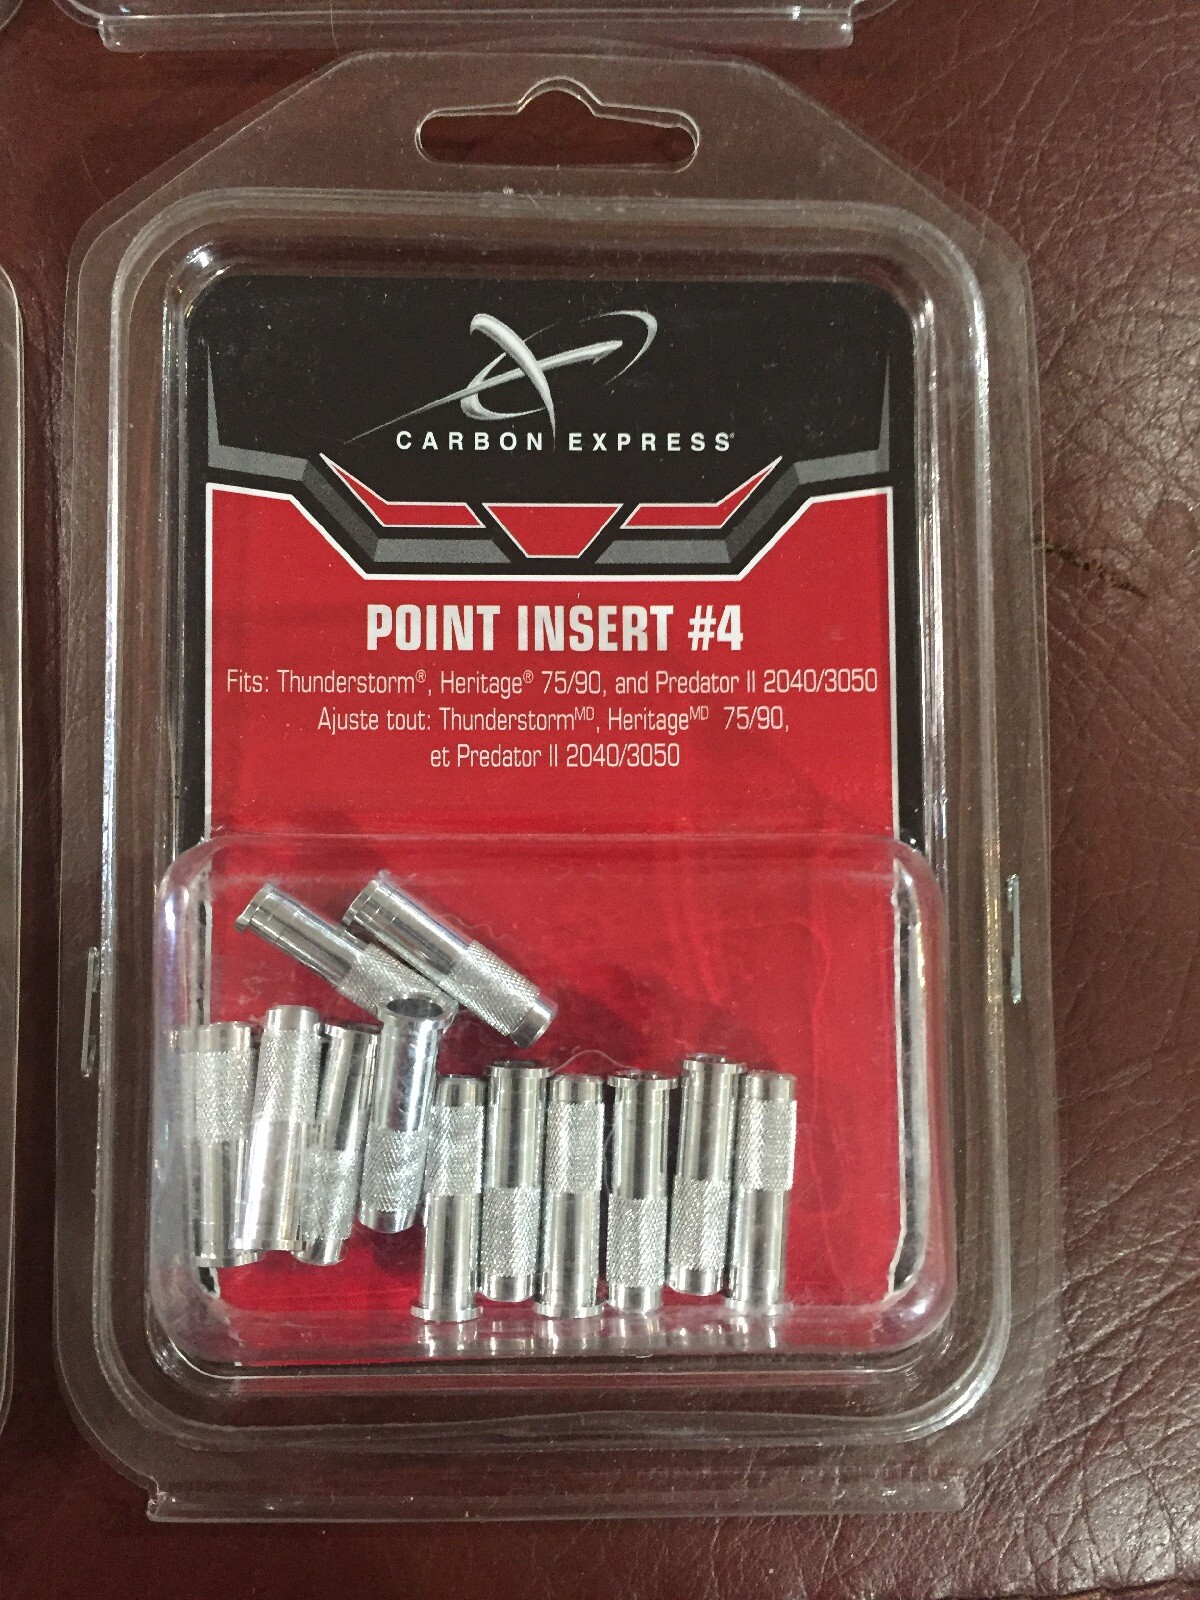 CARBON EXPRESS®
POINT INSERT #4
Fits: Thunderstorm®, Heritage® 75/90, and Predator II 2040/3050
Ajuste tout: Thunderstormᴹᴰ, Heritageᴹᴰ 75/90,
et Predator II 2040/3050